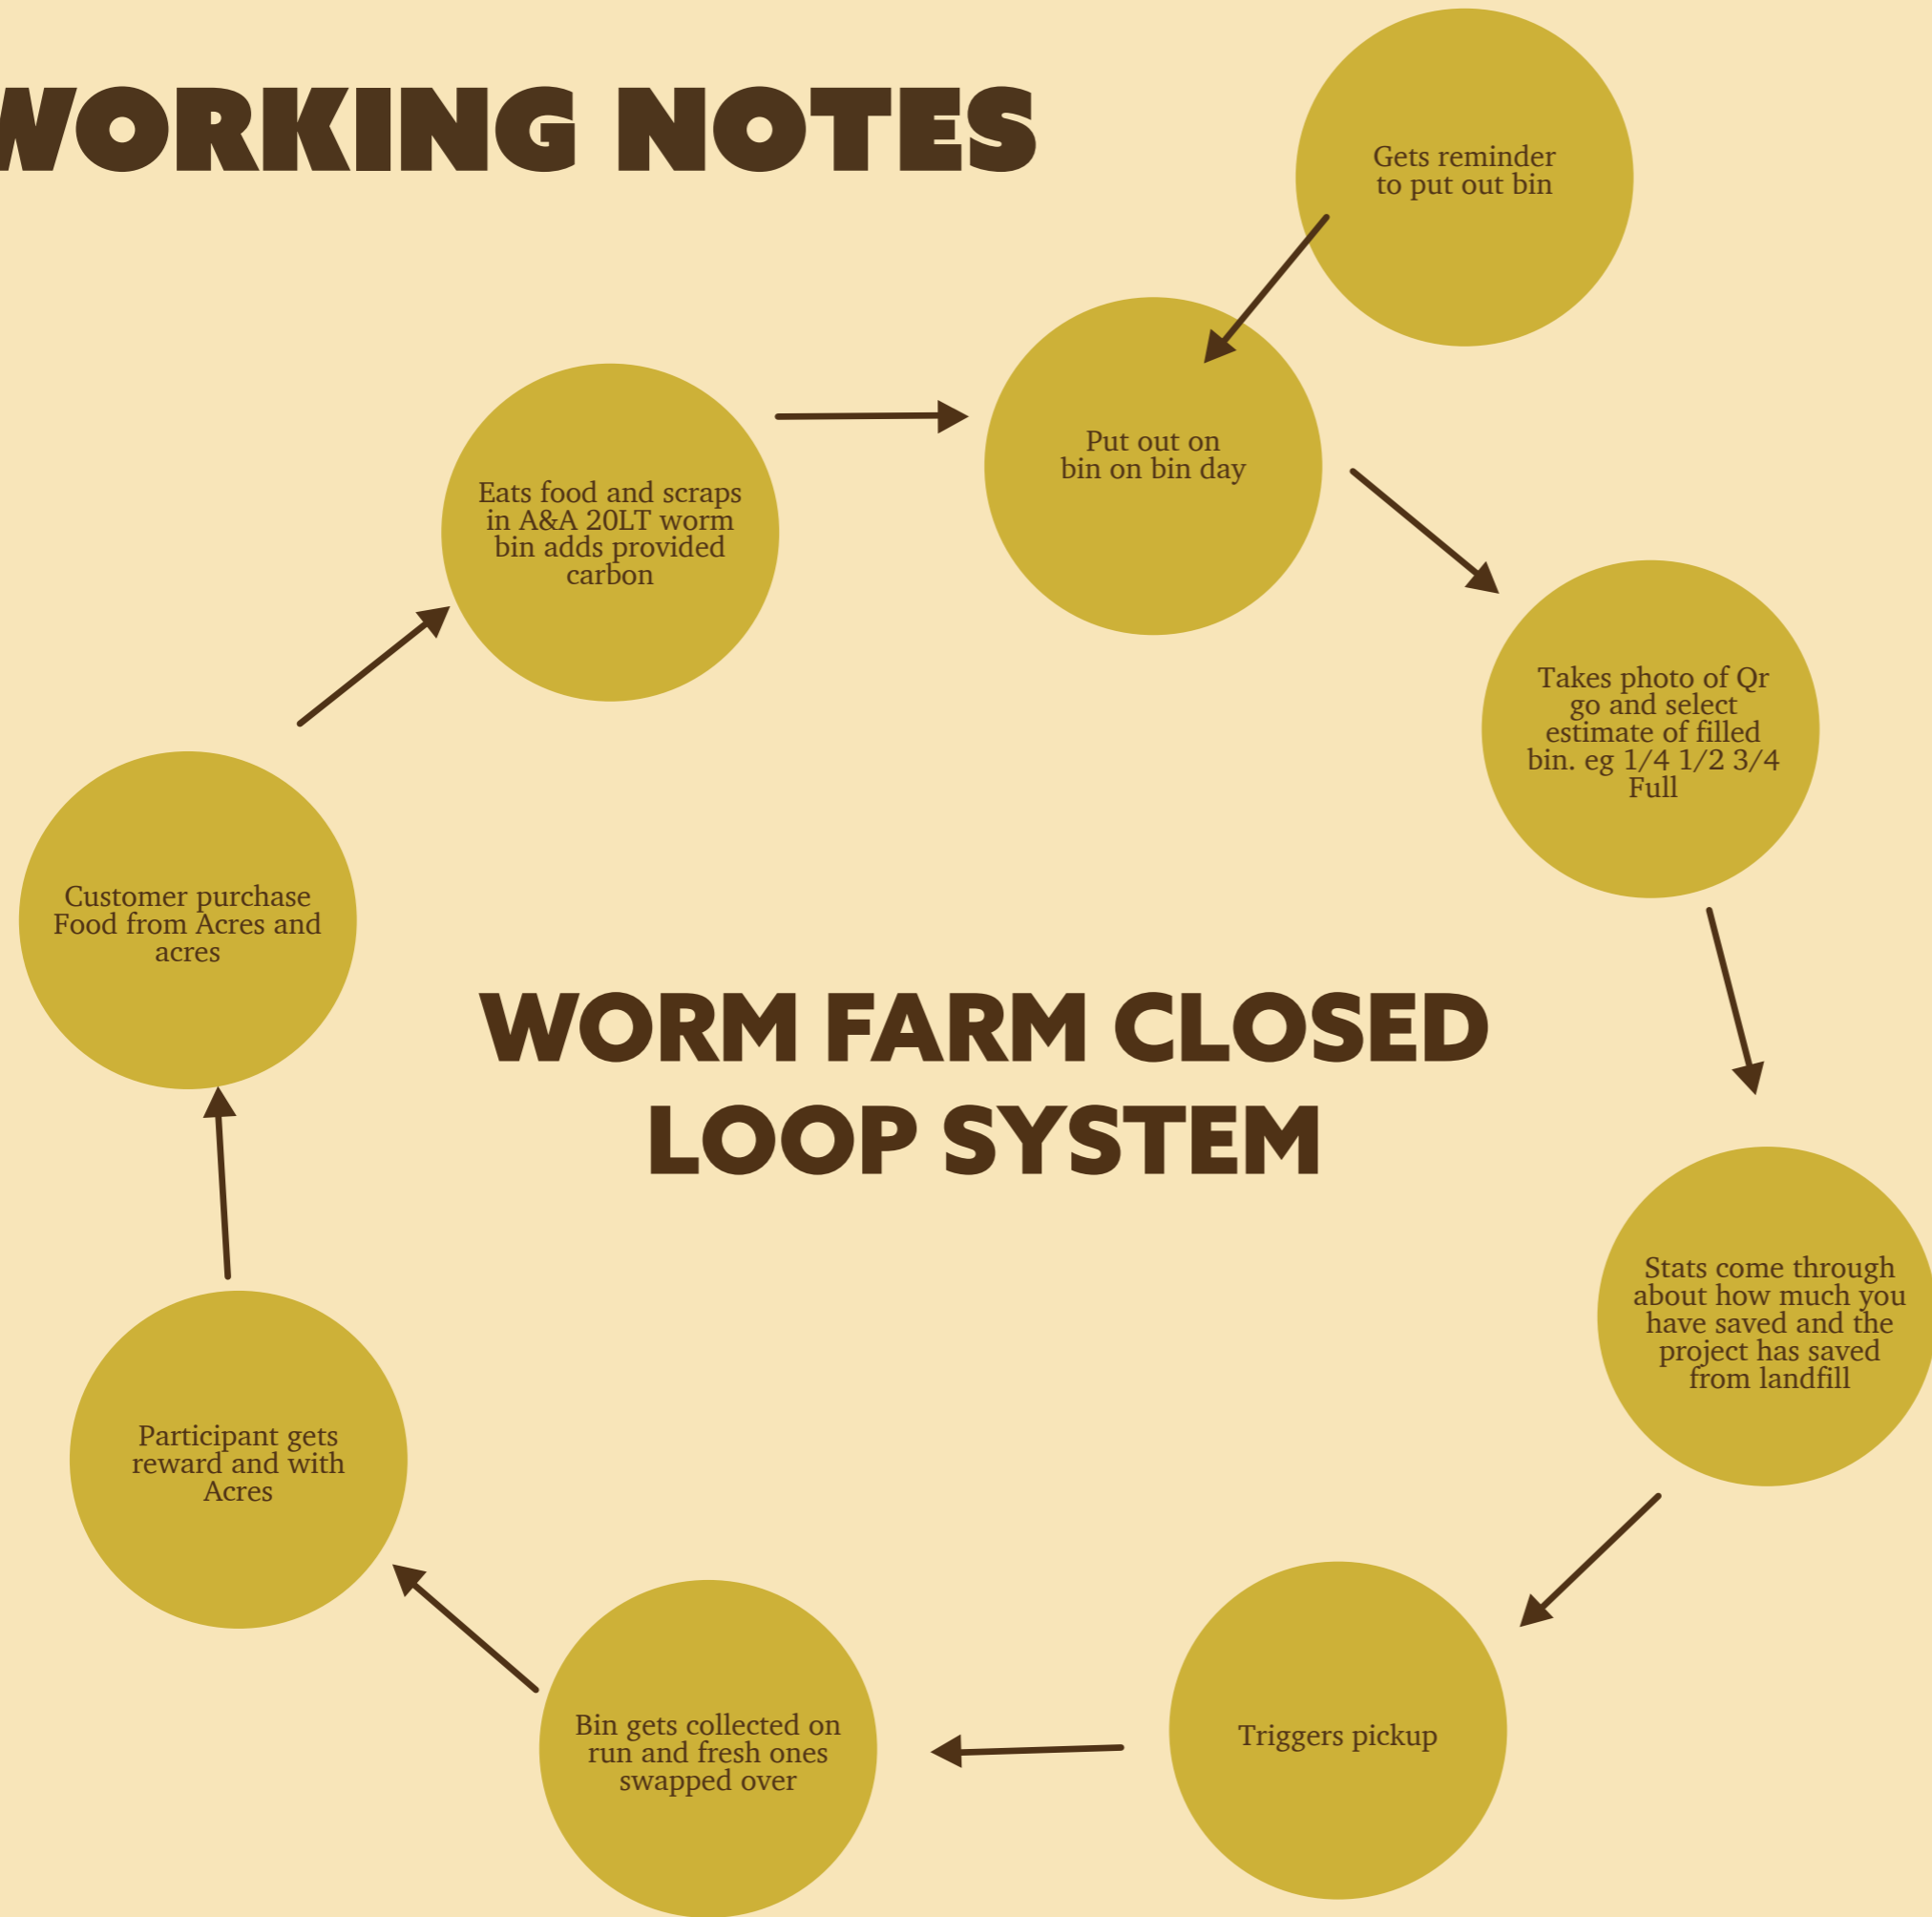 WORKING NOTES
Gets reminder
to put out bin
Put out on
bin on bin day
Eats food and scraps
in A&A 20LT worm
bin adds provided
carbon
Takes photo of Qr
go and select
estimate of filled
bin. eg 1/4 1/2 3/4
Full
Customer purchase
Food from Acres and
acres
WORM FARM CLOSED
LOOP SYSTEM
Stats come through
about how much you
have saved and the
project has saved
from landfill
Participant gets
reward and with
Acres
Bin gets collected on
run and fresh ones
swapped over
Triggers pickup